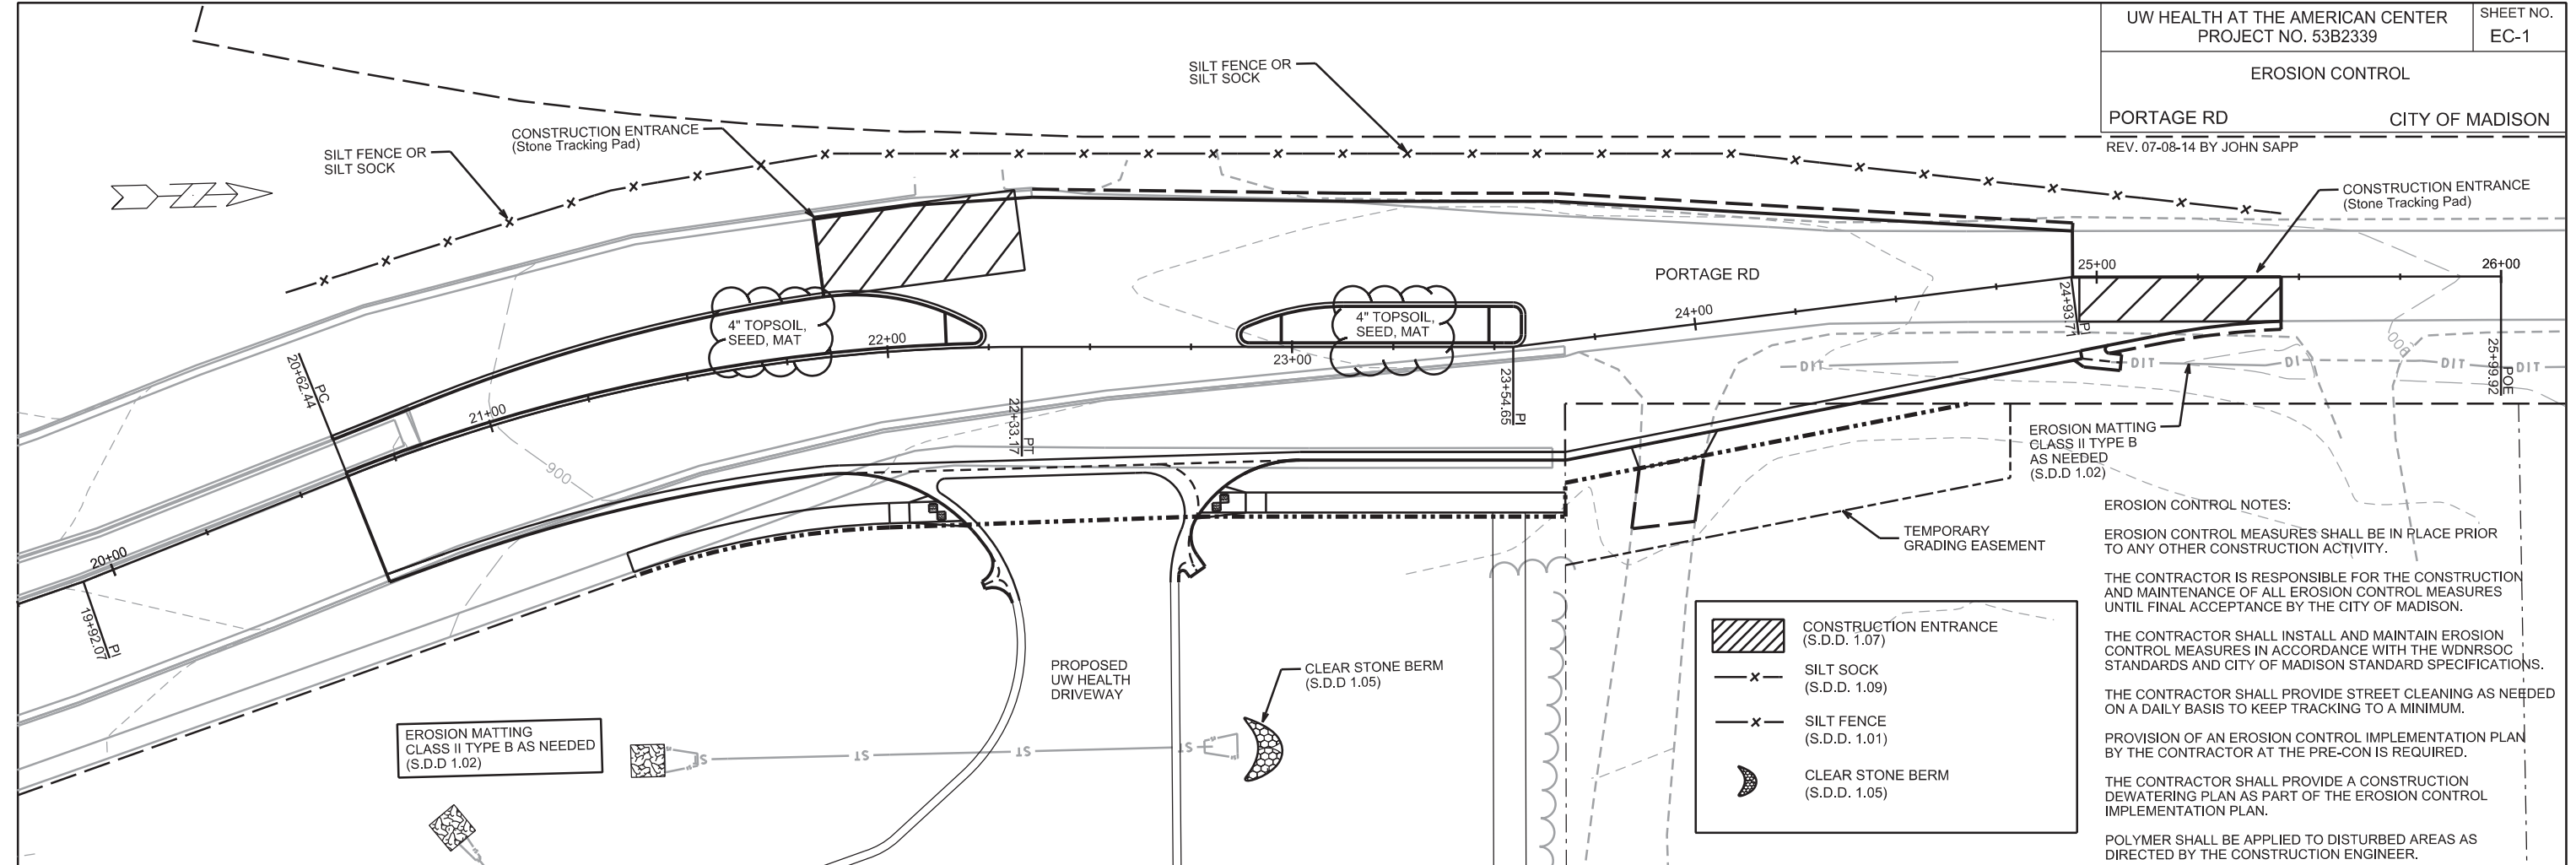 UW HEALTH AT THE AMERICAN CENTER
PROJECT NO. 53B2339
SHEET NO.
EC-1
EROSION CONTROL
PORTAGE RD
CITY OF MADISON
REV. 07-08-14 BY JOHN SAPP
SILT FENCE OR
SILT SOCK
CONSTRUCTION ENTRANCE
(Stone Tracking Pad)
SILT FENCE OR
SILT SOCK
CONSTRUCTION ENTRANCE
(Stone Tracking Pad)
PORTAGE RD
25+00
26+00
24+93.71
PI
24+00
4" TOPSOIL,
SEED, MAT
4" TOPSOIL,
SEED, MAT
22+00
23+00
20+62.44
PC
21+00
22+33.17
PT
23+54.65
PI
25+99.92
POE
DIT
DIT
DI
DIT
DIT
900
900
20+00
19+92.07
PI
EROSION MATTING
CLASS II TYPE B
AS NEEDED
(S.D.D 1.02)
TEMPORARY
GRADING EASEMENT
EROSION CONTROL NOTES:
EROSION CONTROL MEASURES SHALL BE IN PLACE PRIOR
TO ANY OTHER CONSTRUCTION ACTIVITY.
THE CONTRACTOR IS RESPONSIBLE FOR THE CONSTRUCTION
AND MAINTENANCE OF ALL EROSION CONTROL MEASURES
UNTIL FINAL ACCEPTANCE BY THE CITY OF MADISON.
THE CONTRACTOR SHALL INSTALL AND MAINTAIN EROSION
CONTROL MEASURES IN ACCORDANCE WITH THE WDNRSOC
STANDARDS AND CITY OF MADISON STANDARD SPECIFICATIONS.
THE CONTRACTOR SHALL PROVIDE STREET CLEANING AS NEEDED
ON A DAILY BASIS TO KEEP TRACKING TO A MINIMUM.
PROVISION OF AN EROSION CONTROL IMPLEMENTATION PLAN
BY THE CONTRACTOR AT THE PRE-CON IS REQUIRED.
THE CONTRACTOR SHALL PROVIDE A CONSTRUCTION
DEWATERING PLAN AS PART OF THE EROSION CONTROL
IMPLEMENTATION PLAN.
POLYMER SHALL BE APPLIED TO DISTURBED AREAS AS
DIRECTED BY THE CONSTRUCTION ENGINEER.
CONSTRUCTION ENTRANCE
(S.D.D. 1.07)
SILT SOCK
(S.D.D. 1.09)
SILT FENCE
(S.D.D. 1.01)
CLEAR STONE BERM
(S.D.D. 1.05)
PROPOSED
UW HEALTH
DRIVEWAY
CLEAR STONE BERM
(S.D.D 1.05)
EROSION MATTING
CLASS II TYPE B AS NEEDED
(S.D.D 1.02)
ST
ST
ST
ST